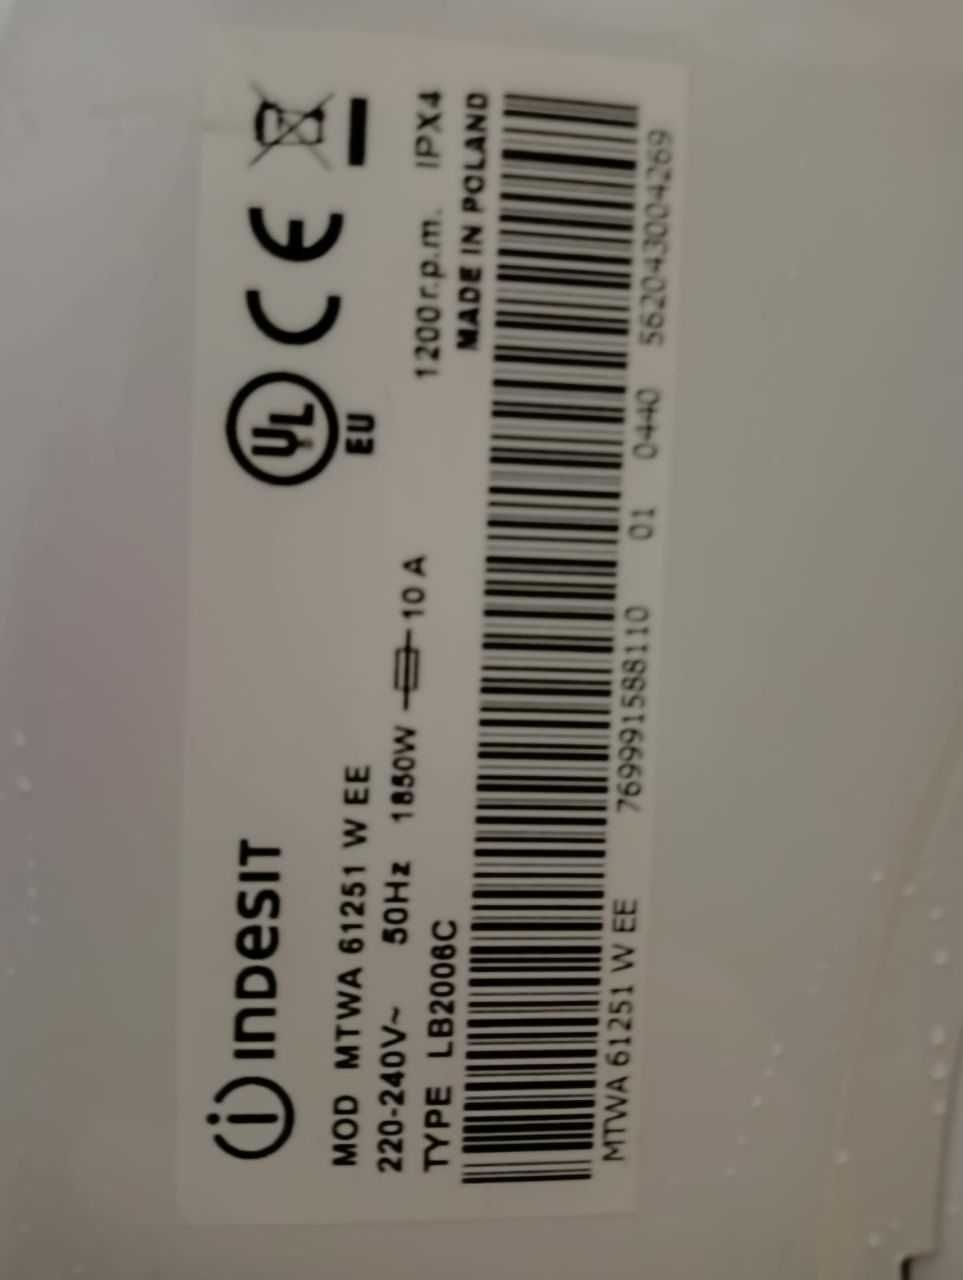 indesit
MOD MTWA 61251 W EE
220-240V~ 50Hz 1850W 10 A
TYPE LB2006C
UL
EU
CE
1200 r.p.m. IPX4
MADE IN POLAND
MTWA 61251 W EE 769991588110 01 0440 562043004269